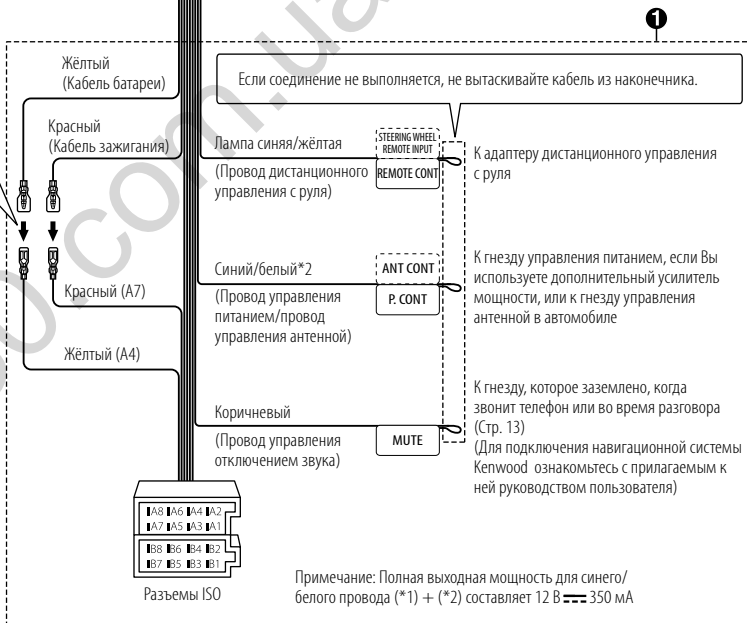 ❶
Жёлтый
(Кабель батареи)
Если соединение не выполняется, не вытаскивайте кабель из наконечника.
Красный
(Кабель зажигания)
Лампа синяя/жёлтая
(Провод дистанционного
управления с руля)
STEERING WHEEL
REMOTE INPUT
REMOTE CONT
К адаптеру дистанционного управления
с руля
Синий/белый*2
(Провод управления
питанием/провод
управления антенной)
ANT CONT
P. CONT
К гнезду управления питанием, если Вы
используете дополнительный усилитель
мощности, или к гнезду управления
антенной в автомобиле
Красный (A7)
Жёлтый (A4)
Коричневый
(Провод управления
отключением звука)
MUTE
К гнезду, которое заземлено, когда
звонит телефон или во время разговора
(Стр. 13)
(Для подключения навигационной системы
Kenwood ознакомьтесь с прилагаемым к
ней руководством пользователя)
A8 A6 A4 A2
A7 A5 A3 A1
B8 B6 B4 B2
B7 B5 B3 B1
Разъемы ISO
Примечание: Полная выходная мощность для синего/
белого провода (*1) + (*2) составляет 12 В ⎓ 350 мА
.com.ua